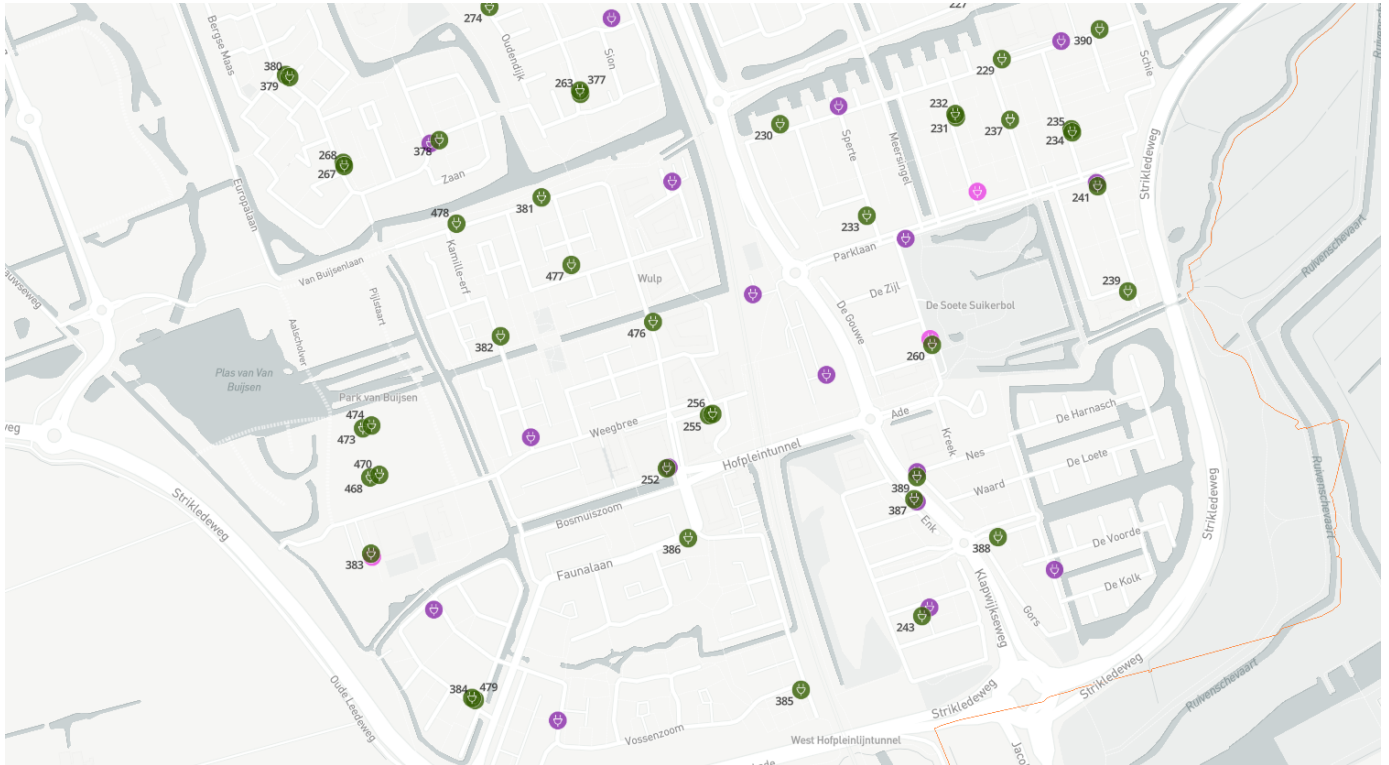 274
227
Bergse Maas
Oudendijk
Sion
390
Schie
380
379
263
377
229
232
231
237
235
234
230
Sperte
Meersingel
Strikledeweg
378
268
267
Zaan
241
Europalaan
381
478
233
Parklaan
Kamille-erf
Van Buijsenlaan
477
Wulp
De Zijl
239
De Soete Suikerbol
Ruivenschevaart
Ruivenschevaart
Pijlstaart
De Gouwe
Aalscholver
382
476
260
Plas van Van
Buijsen
Park van Buijsen
474
473
256
255
Weegbree
Ade
De Harnasch
Kreek
Hofpleintunnel
Nes
De Loete
470
468
252
389
Waard
387
Enk
Strikledeweg
Bosmuiszoom
Strikledeweg
Ruivenschevaart
383
386
388
De Voorde
Faunalaan
De Kolk
Klapwijkseweg
Gors
243
384
479
385
Oude Leedeweg
Strikledeweg
Strikledeweg
Ruivenschevaart
Vossenzoom
West Hofpleinlijntunnel